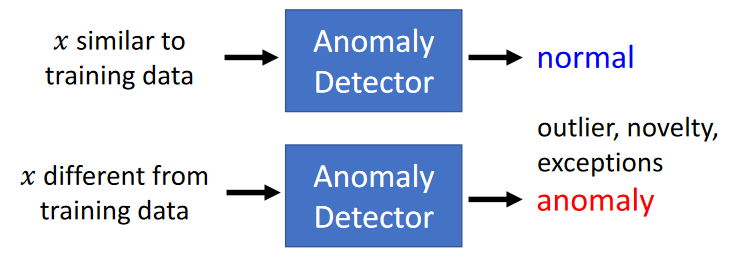 𝑥 similar to
training data
Anomaly
Detector
normal
𝑥 different from
training data
Anomaly
Detector
outlier, novelty,
exceptions
anomaly